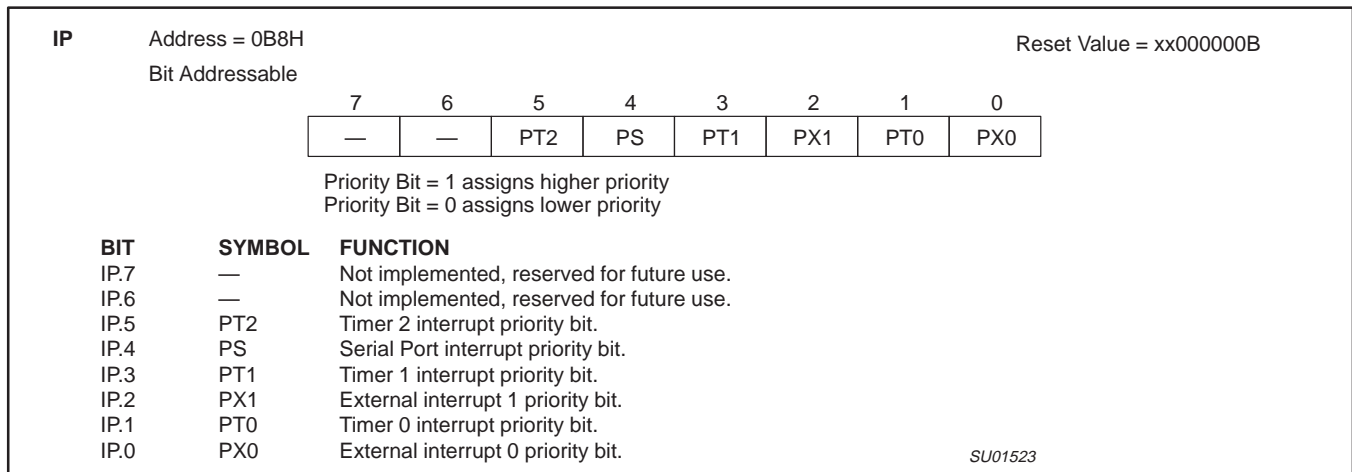 IP Address = 0B8H Reset Value = xx000000B
Bit Addressable
7 6 5 4 3 2 1 0
— — PT2 PS PT1 PX1 PT0 PX0
Priority Bit = 1 assigns higher priority
Priority Bit = 0 assigns lower priority
BIT SYMBOL FUNCTION
IP.7 — Not implemented, reserved for future use.
IP.6 — Not implemented, reserved for future use.
IP.5 PT2 Timer 2 interrupt priority bit.
IP.4 PS Serial Port interrupt priority bit.
IP.3 PT1 Timer 1 interrupt priority bit.
IP.2 PX1 External interrupt 1 priority bit.
IP.1 PT0 Timer 0 interrupt priority bit.
IP.0 PX0 External interrupt 0 priority bit.
SU01523